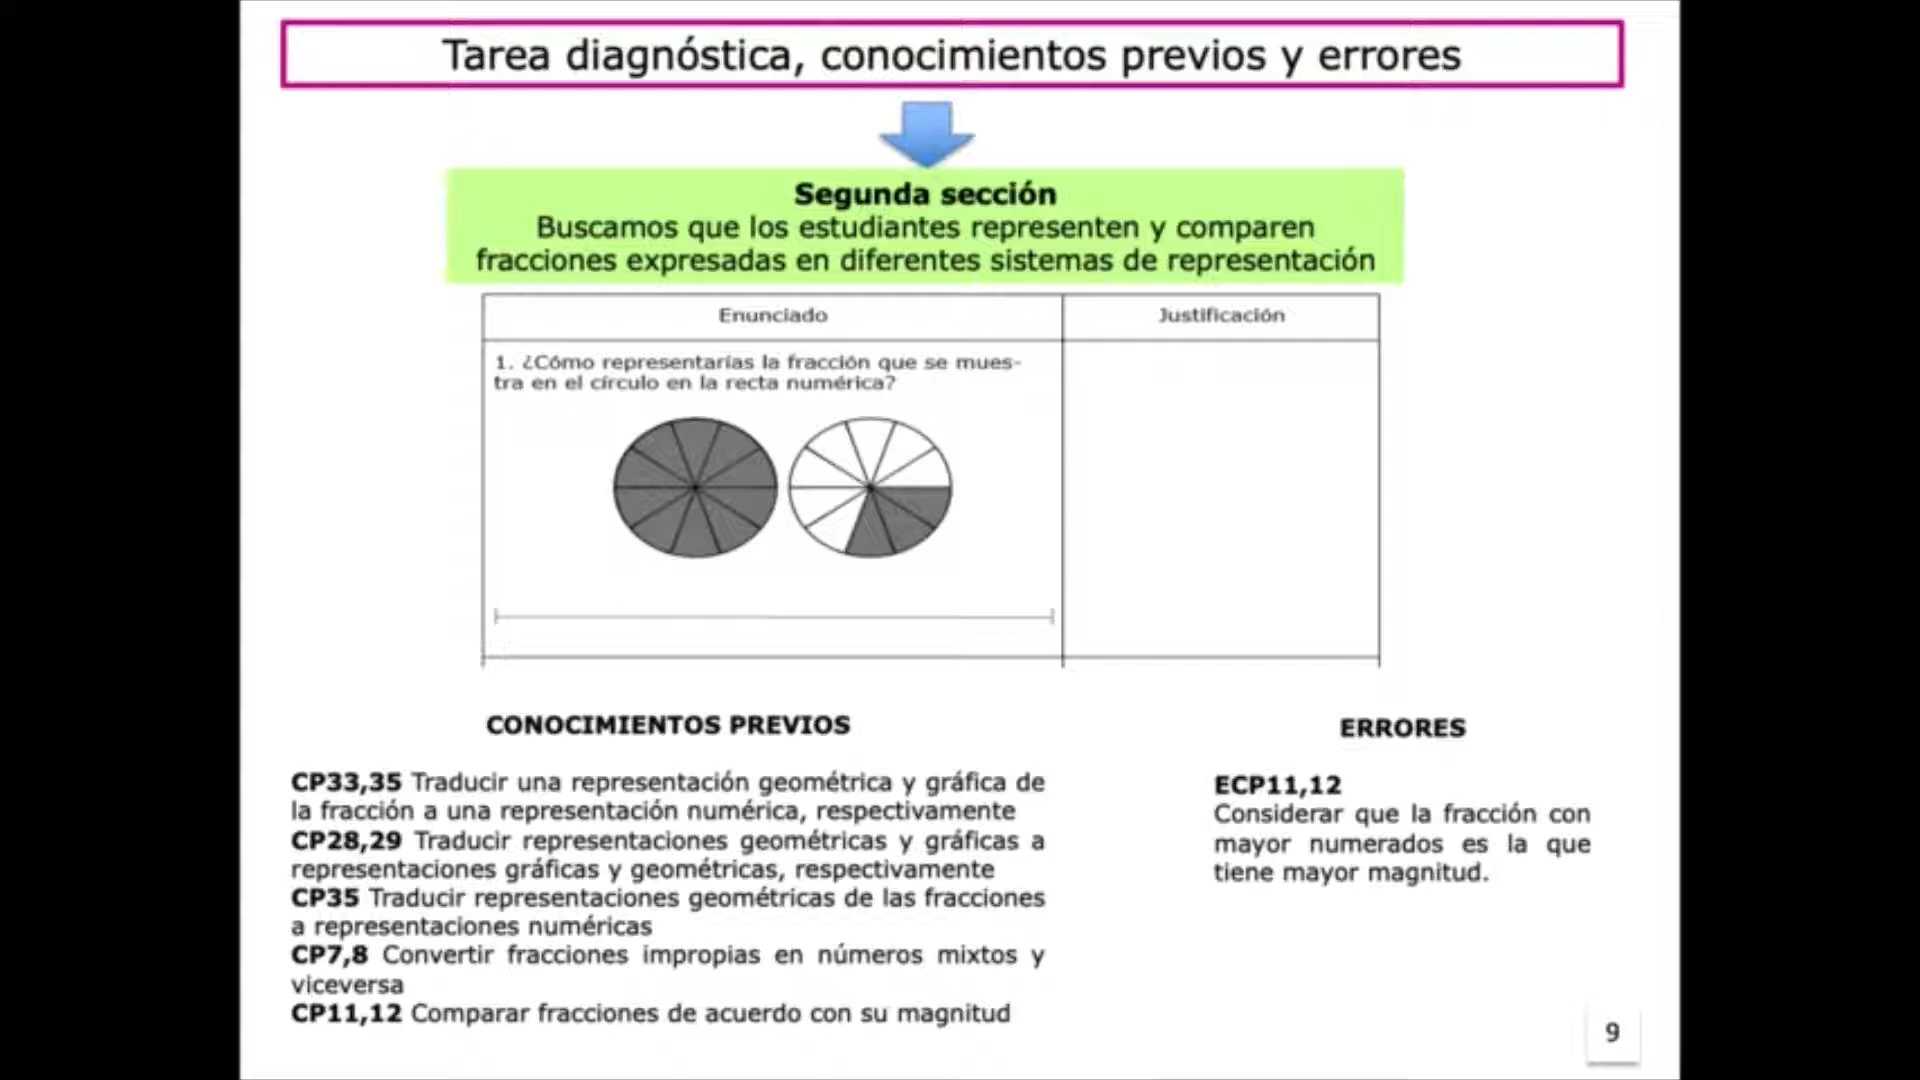 Tarea diagnóstica, conocimientos previos y errores
Segunda sección
Buscamos que los estudiantes representen y comparen
fracciones expresadas en diferentes sistemas de representación
Enunciado
Justificación
1. ¿Cómo representarías la fracción que se mues-
tra en el círculo en la recta numérica?
CONOCIMIENTOS PREVIOS
CP33,35 Traducir una representación geométrica y gráfica de
la fracción a una representación numérica, respectivamente
CP28,29 Traducir representaciones geométricas y gráficas a
representaciones gráficas y geométricas, respectivamente
CP35 Traducir representaciones geométricas de las fracciones
a representaciones numéricas
CP7,8 Convertir fracciones impropias en números mixtos y
viceversa
CP11,12 Comparar fracciones de acuerdo con su magnitud
ERRORES
ECP11,12
Considerar que la fracción con
mayor numerados es la que
tiene mayor magnitud.
9